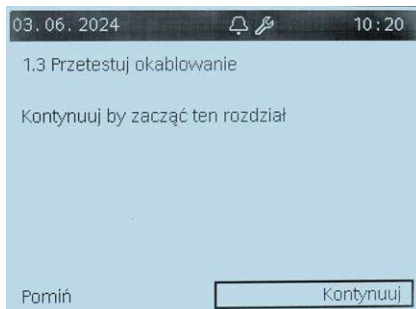 03.06.2024 10:20
1.3 Przetestuj okablowanie
Kontynuuj by zacząć ten rozdział
Pomiń Kontynuuj